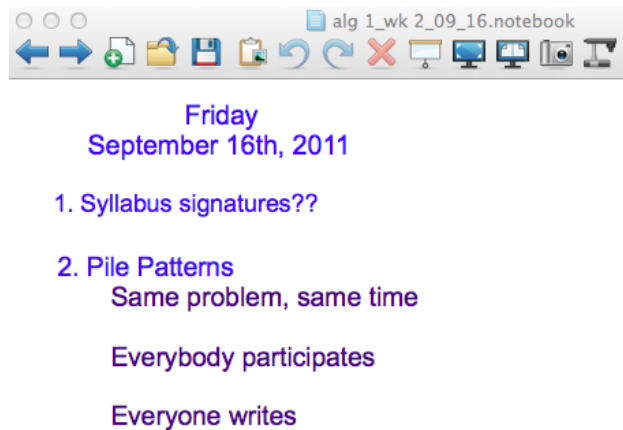 alg 1_wk 2_09_16.notebook
Friday
September 16th, 2011
1. Syllabus signatures??
2. Pile Patterns
Same problem, same time
Everybody participates
Everyone writes